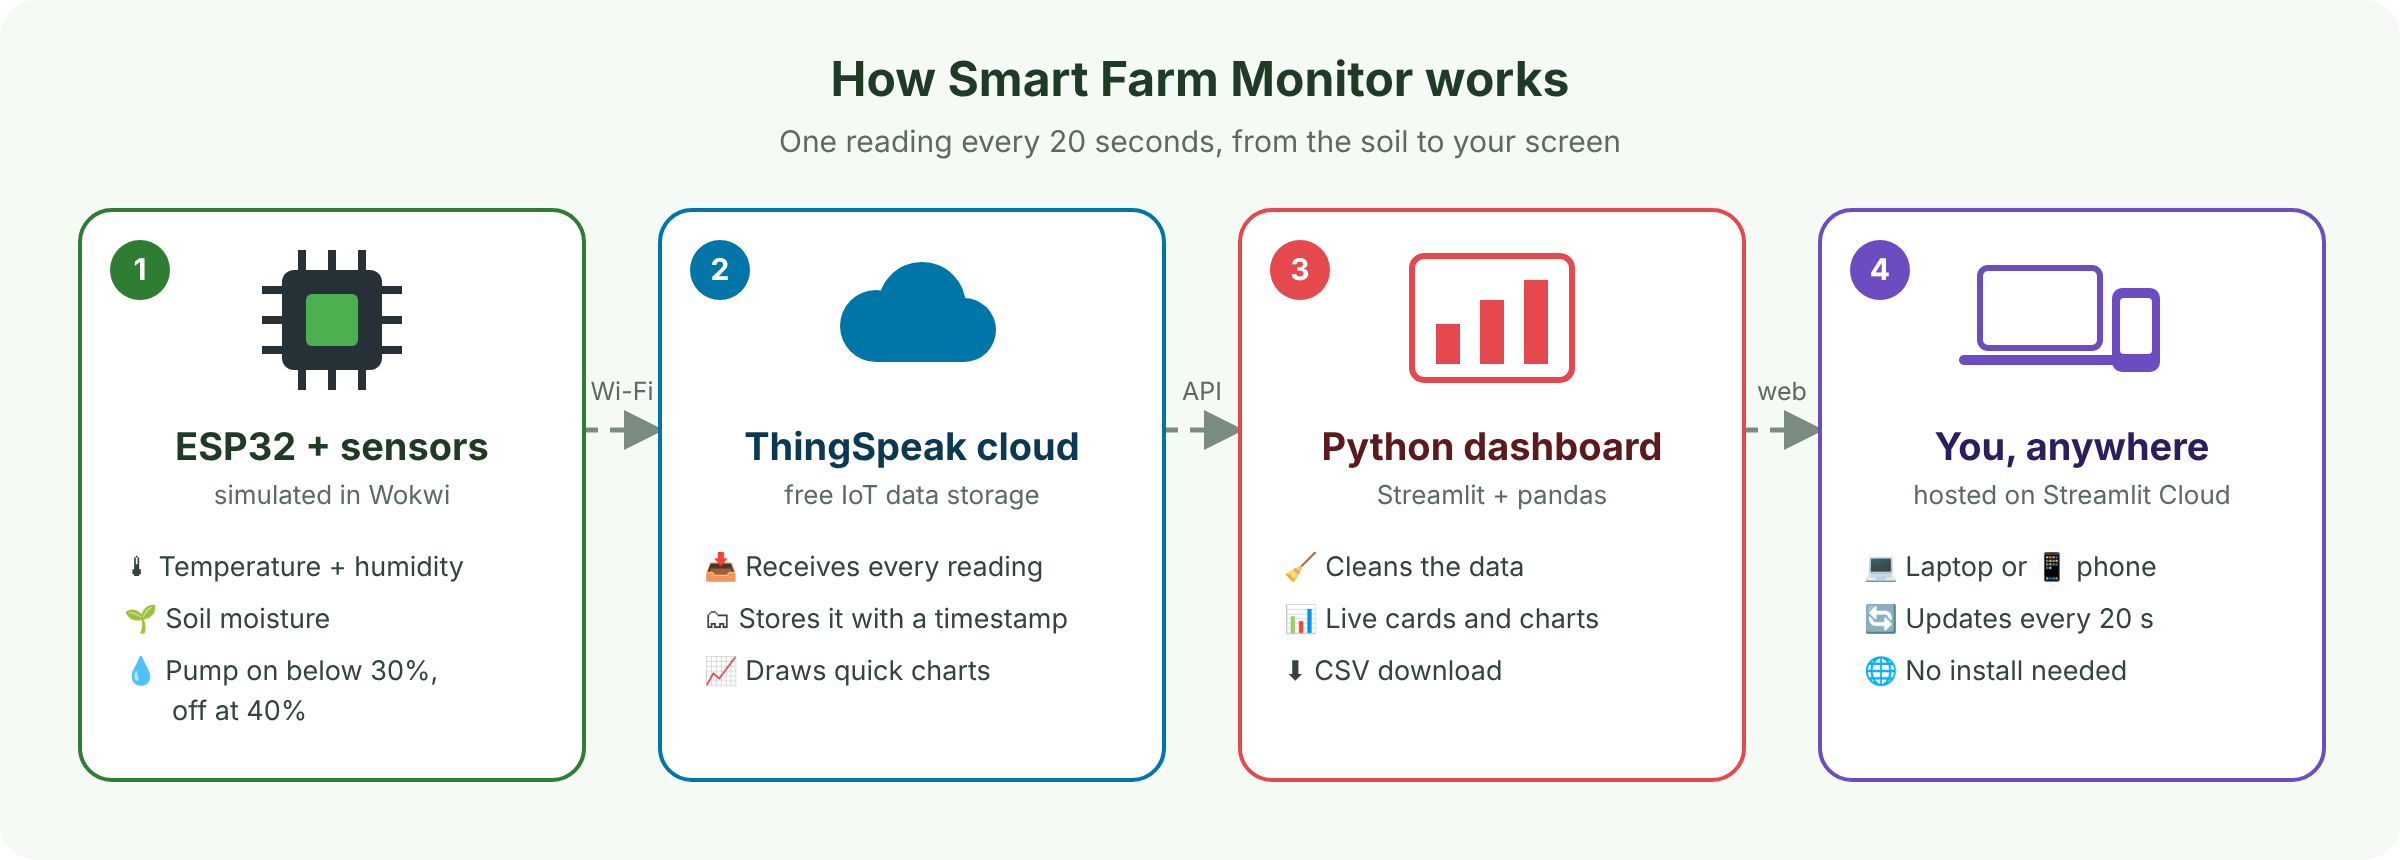 How Smart Farm Monitor works
One reading every 20 seconds, from the soil to your screen
1
ESP32 + sensors
simulated in Wokwi
🌡 Temperature + humidity
🌱 Soil moisture
💧 Pump on below 30%,
off at 40%
Wi-Fi
2
ThingSpeak cloud
free IoT data storage
📥 Receives every reading
🗂 Stores it with a timestamp
📈 Draws quick charts
API
3
Python dashboard
Streamlit + pandas
🧹 Cleans the data
📊 Live cards and charts
⬇ CSV download
web
4
You, anywhere
hosted on Streamlit Cloud
💻 Laptop or 📱 phone
🔄 Updates every 20 s
🌐 No install needed